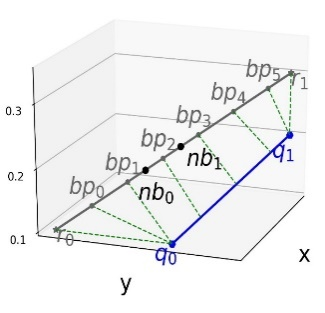 bp₅ r₁
bp₄
0.3
bp₃
bp₂ nb₁ q₁
0.2
bp₁
bp₀ nb₀
0.1
r₀ q₀
x
y